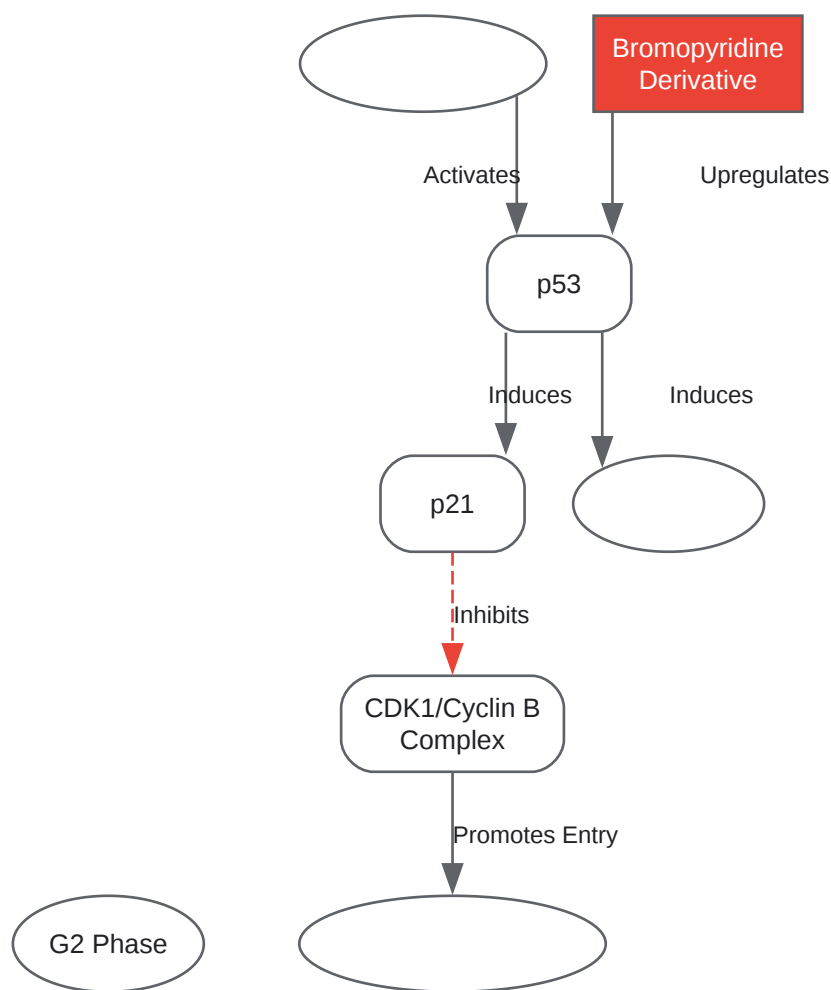 Bromopyridine
Derivative
Activates
Upregulates
p53
Induces
Induces
p21
Inhibits
CDK1/Cyclin B
Complex
Promotes Entry
G2 Phase